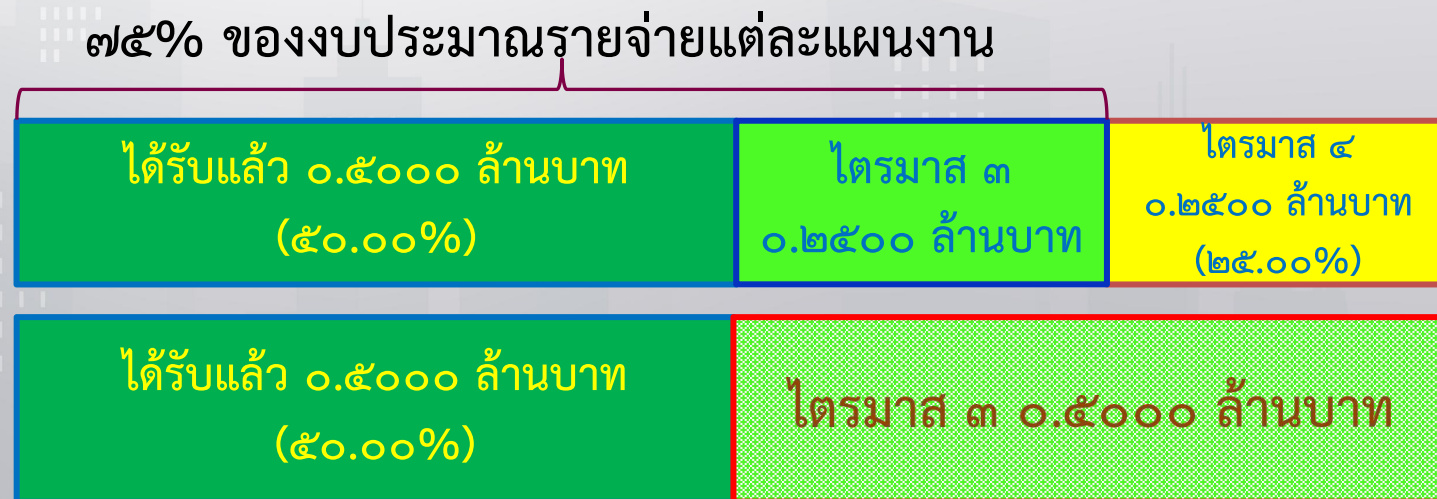 ๗๕% ของงบประมาณรายจ่ายแต่ละแผนงาน
ได้รับแล้ว ๐.๕๐๐๐ ล้านบาท
(๕๐.๐๐%)
ไตรมาส ๓
๐.๒๕๐๐ ล้านบาท
ไตรมาส ๔
๐.๒๕๐๐ ล้านบาท
(๒๕.๐๐%)
ได้รับแล้ว ๐.๕๐๐๐ ล้านบาท
(๕๐.๐๐%)
ไตรมาส ๓ ๐.๕๐๐๐ ล้านบาท